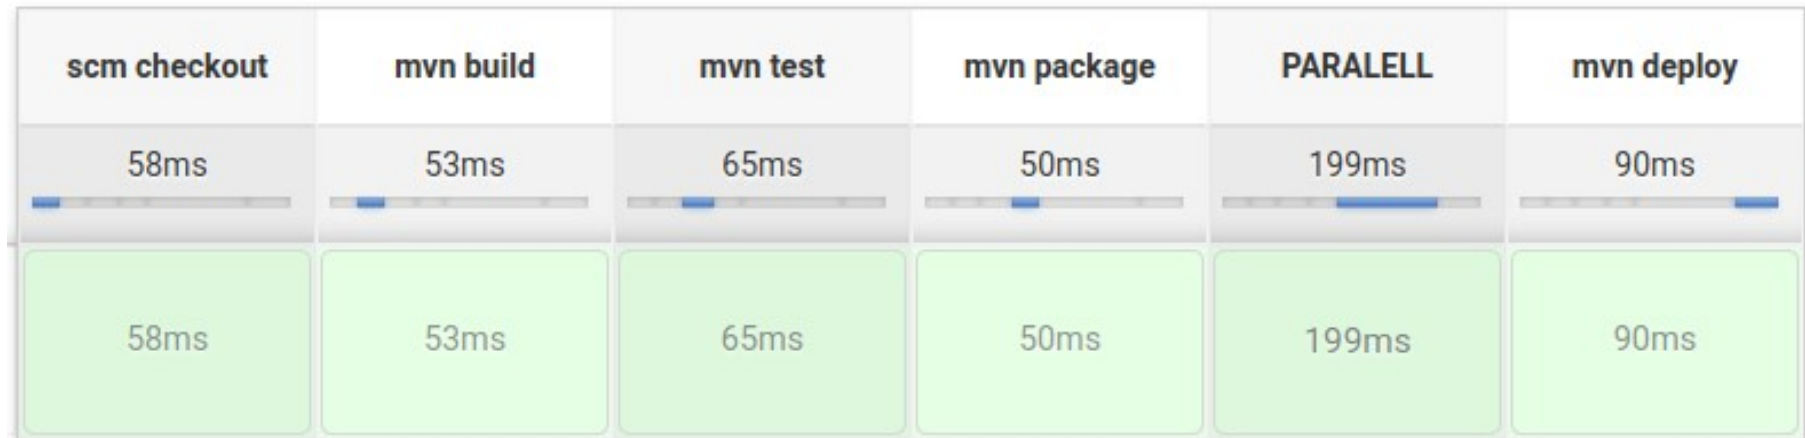 scm checkout mvn build mvn test mvn package PARALELL mvn deploy
58ms 53ms 65ms 50ms 199ms 90ms
58ms 53ms 65ms 50ms 199ms 90ms